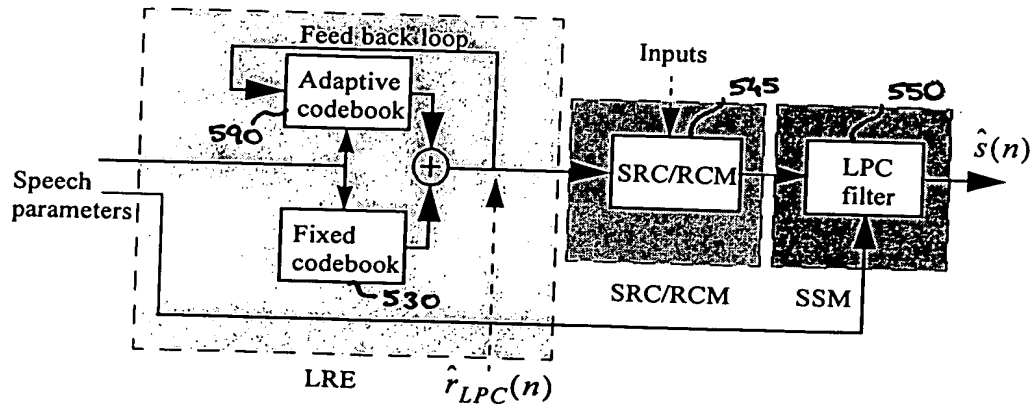 Feed back loop
Inputs
Adaptive
codebook
590
545
550
Speech
parameters
+
SRC/RCM
LPC
filter
ŝ(n)
Fixed
codebook
530
SRC/RCM
SSM
LRE
r̂_{LPC}(n)